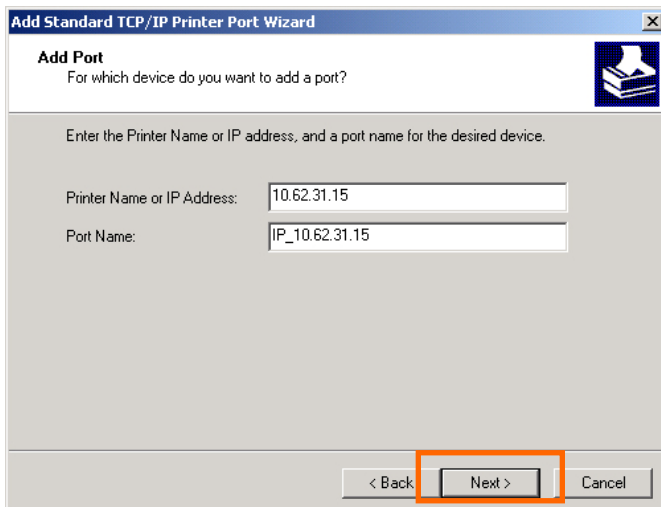 Add Standard TCP/IP Printer Port Wizard
Add Port
For which device do you want to add a port?
Enter the Printer Name or IP address, and a port name for the desired device.
Printer Name or IP Address: 10.62.31.15
Port Name: IP_10.62.31.15
< Back Next > Cancel